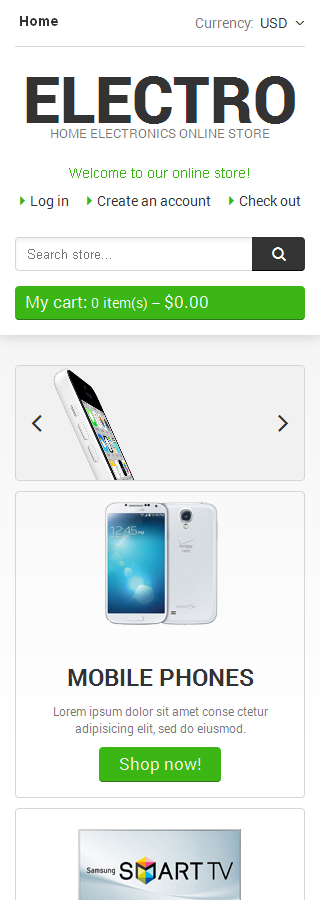 Home
Currency: USD
ELECTRO
HOME ELECTRONICS ONLINE STORE
Welcome to our online store!
Log in
Create an account
Check out
Search store...
My cart: 0 item(s) – $0.00
MOBILE PHONES
Lorem ipsum dolor sit amet conse ctetur
adipisicing elit, sed do eiusmod.
Shop now!
Samsung SMART TV